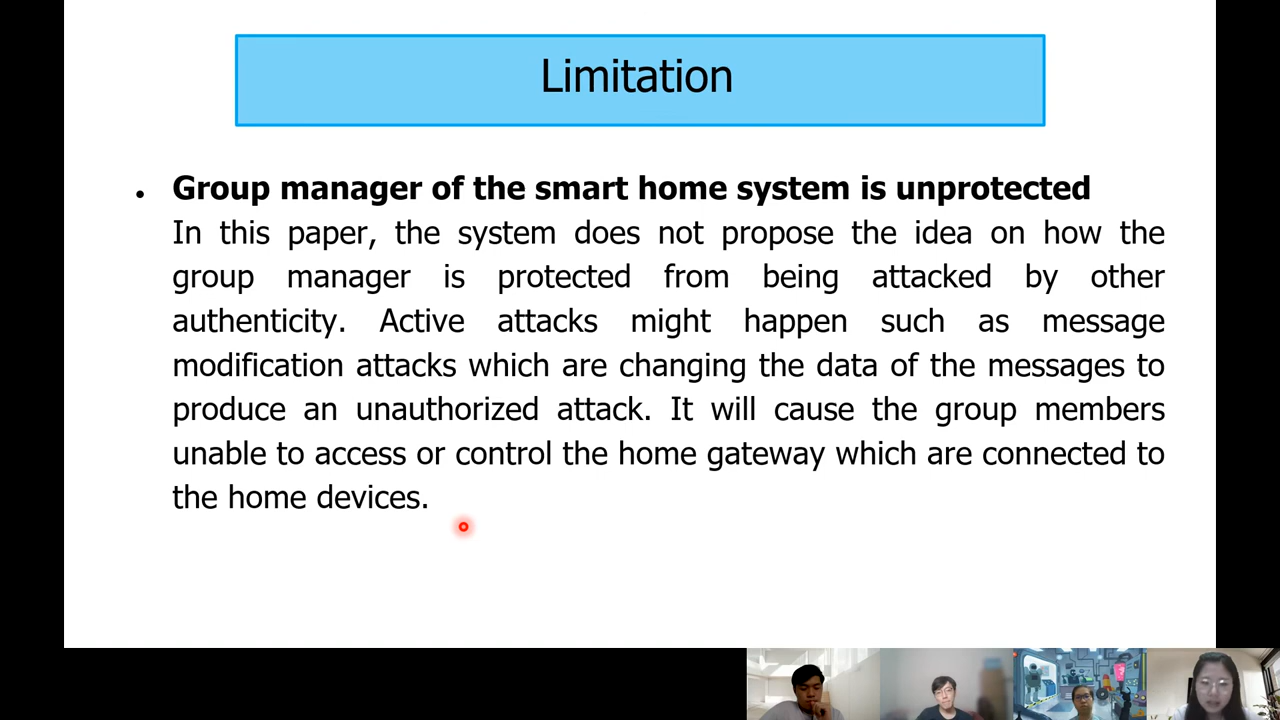 Limitation
• Group manager of the smart home system is unprotected
In this paper, the system does not propose the idea on how the
group manager is protected from being attacked by other
authenticity. Active attacks might happen such as message
modification attacks which are changing the data of the messages to
produce an unauthorized attack. It will cause the group members
unable to access or control the home gateway which are connected to
the home devices.